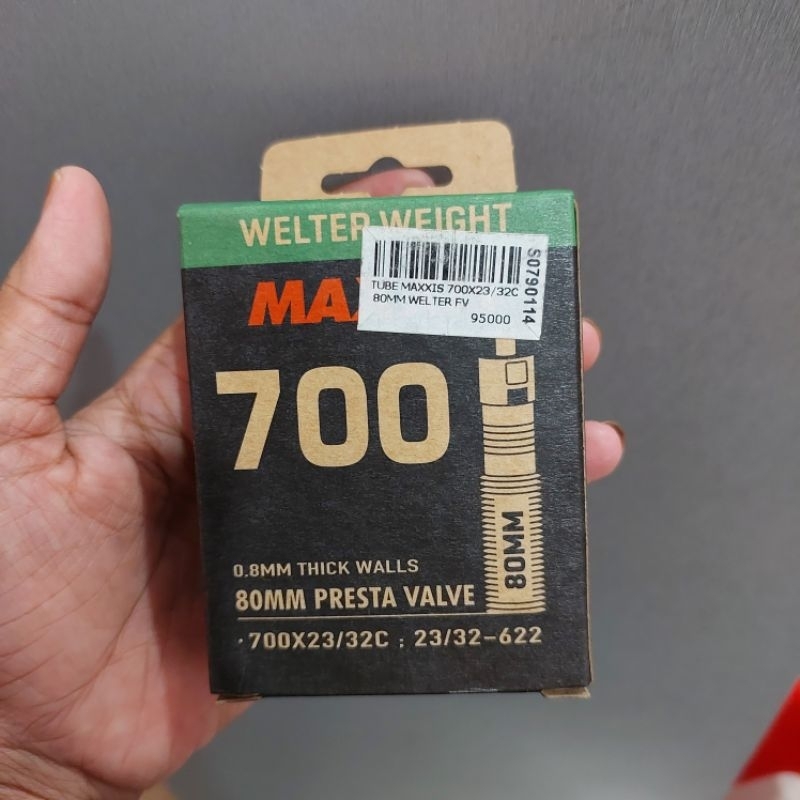 WELTER WEIGHT
TUBE MAXXIS 700X23/32C
80MM WELTER FV
95000
S0790114
700
80MM
0.8MM THICK WALLS
80MM PRESTA VALVE
·700X23/32C : 23/32-622